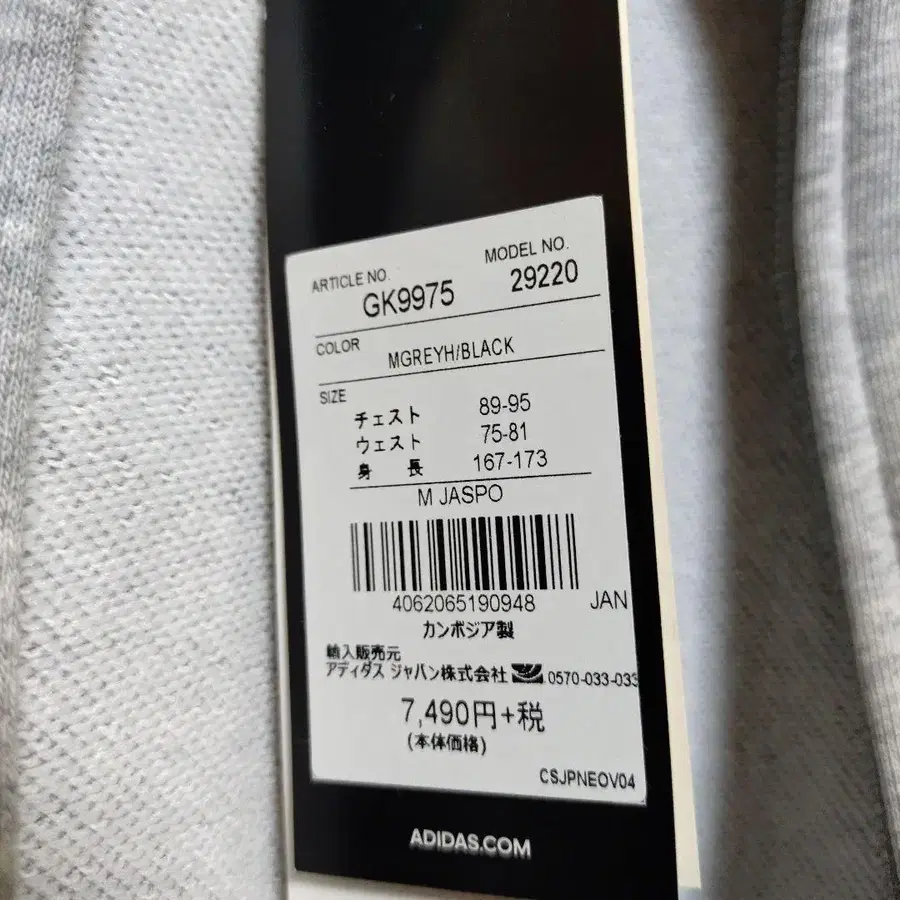 ARTICLE NO. MODEL NO.
GK9975 29220
COLOR
MGREYH/BLACK
SIZE
チェスト 89-95
ウェスト 75-81
身 長 167-173
M JASPO
4062065190948 JAN
カンボジア製
輸入販売元
アディダス ジャパン株式会社 0570-033-033
7,490円+税
(本体価格)
CSJPNEOV04
ADIDAS.COM